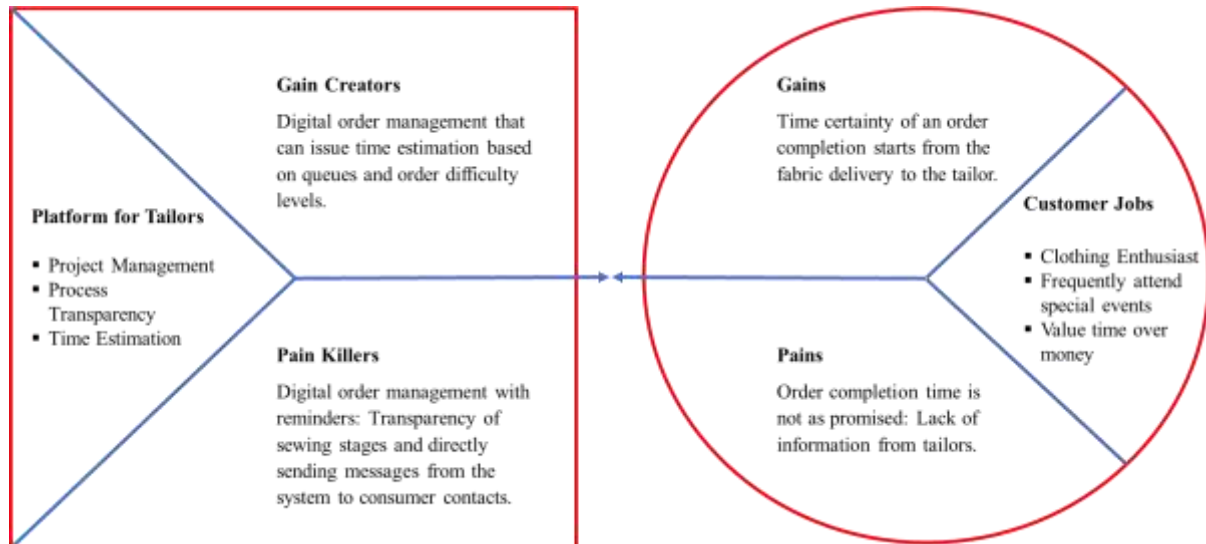 Gain Creators
Digital order management that
can issue time estimation based
on queues and order difficulty
levels.
Platform for Tailors
▪ Project Management
▪ Process
Transparency
▪ Time Estimation
Pain Killers
Digital order management with
reminders: Transparency of
sewing stages and directly
sending messages from the
system to consumer contacts.
Gains
Time certainty of an order
completion starts from the
fabric delivery to the tailor.
Customer Jobs
▪ Clothing Enthusiast
▪ Frequently attend
special events
▪ Value time over
money
Pains
Order completion time is
not as promised: Lack of
information from tailors.